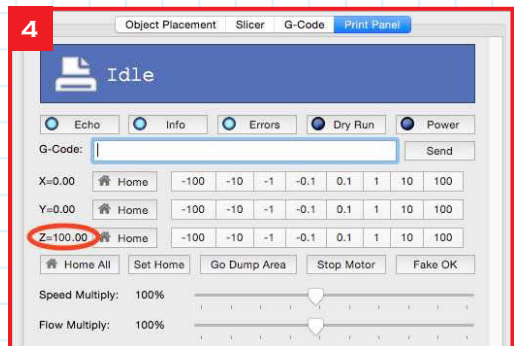 4
Object Placement Slicer G-Code Print Panel
Idle
Echo Info Errors Dry Run Power
G-Code: Send
X=0.00 Home -100 -10 -1 -0.1 0.1 1 10 100
Y=0.00 Home -100 -10 -1 -0.1 0.1 1 10 100
Z=100.00 Home -100 -10 -1 -0.1 0.1 1 10 100
Home All Set Home Go Dump Area Stop Motor Fake OK
Speed Multiply: 100%
Flow Multiply: 100%